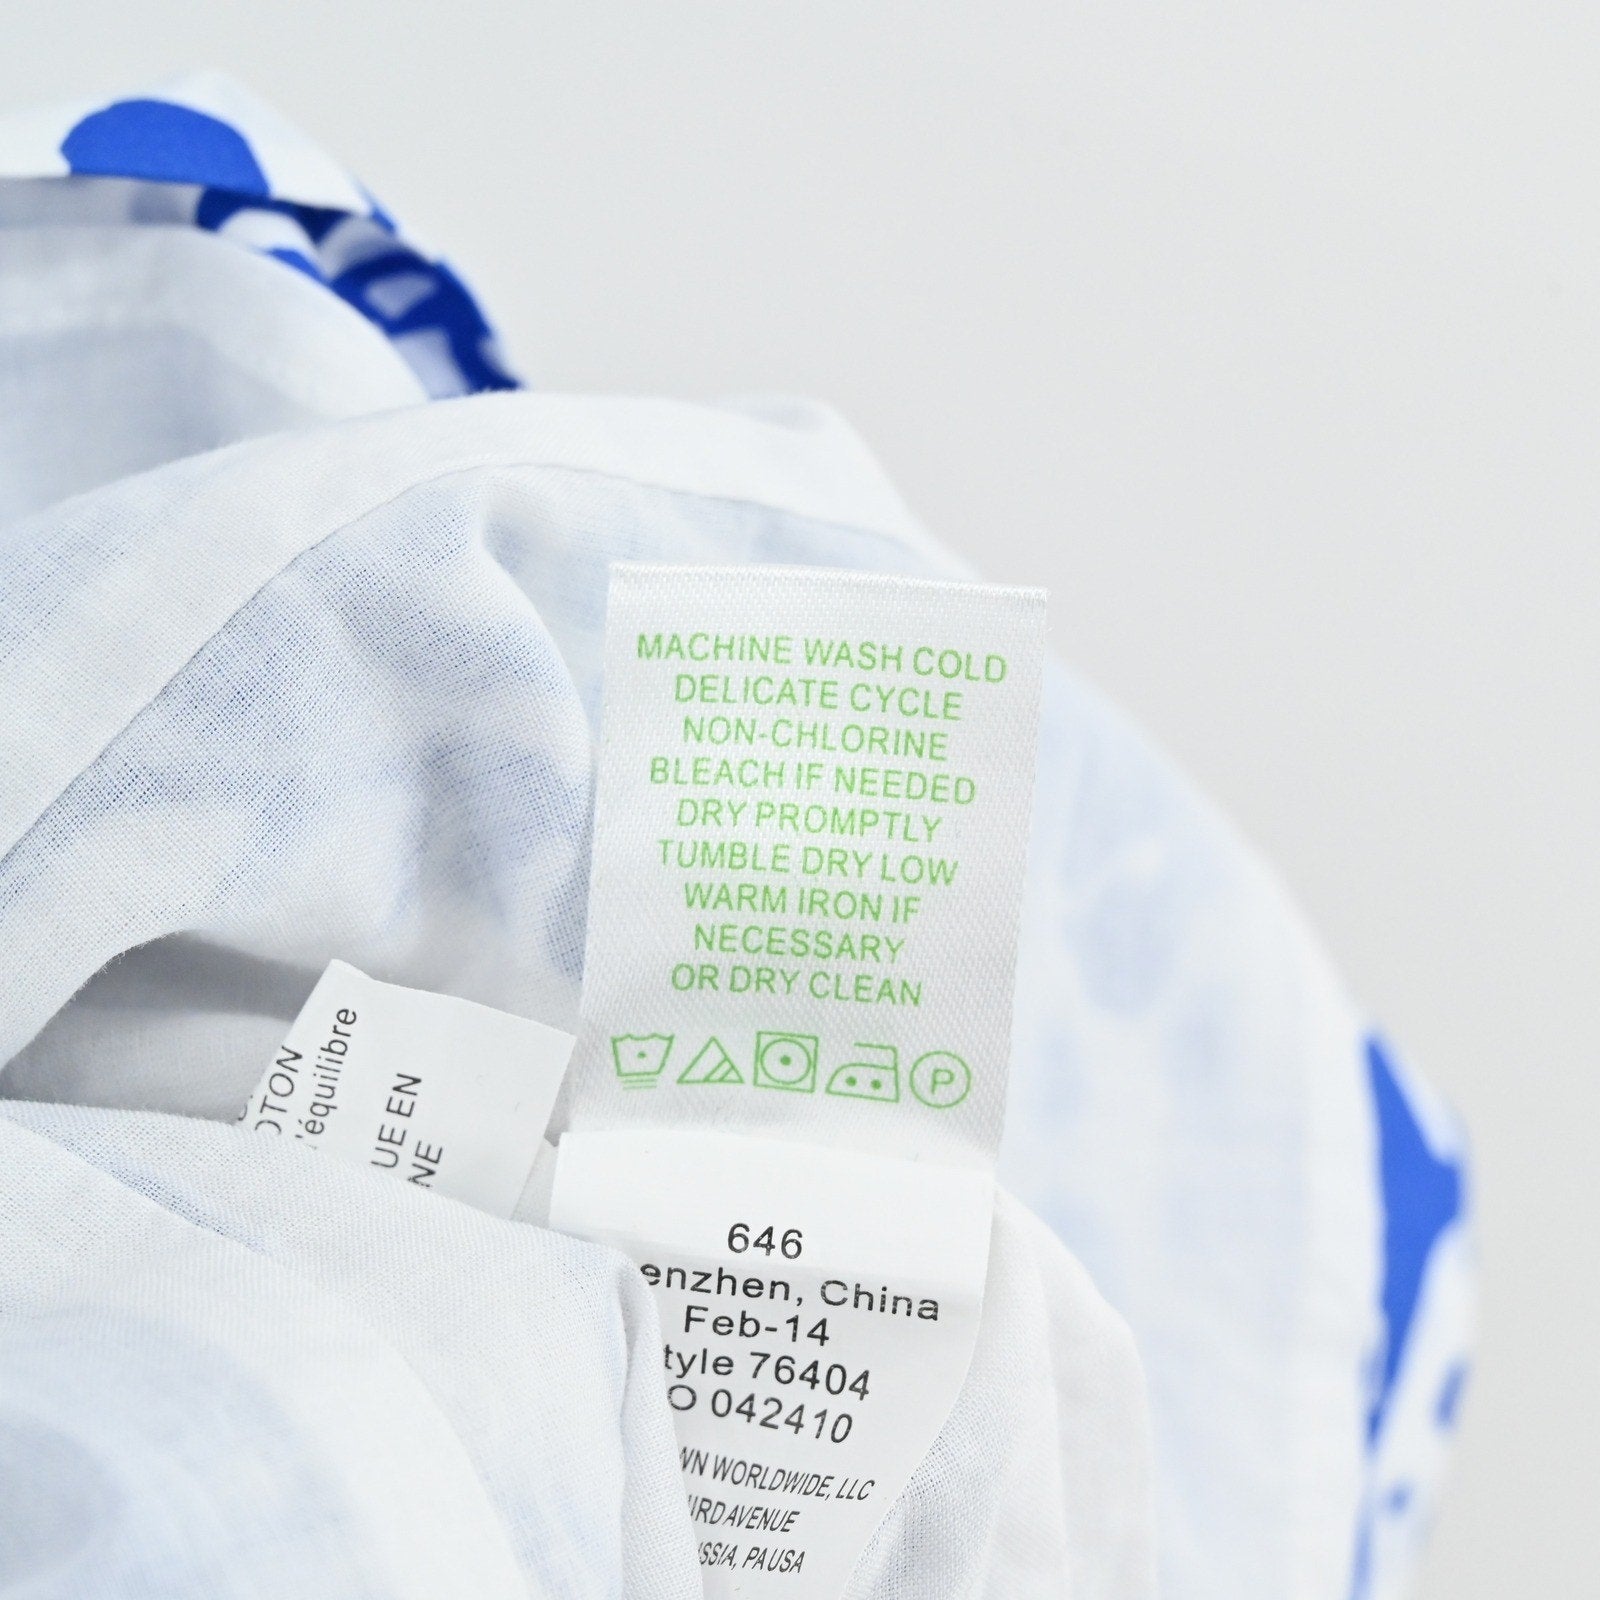 MACHINE WASH COLD
DELICATE CYCLE
NON-CHLORINE
BLEACH IF NEEDED
DRY PROMPTLY
TUMBLE DRY LOW
WARM IRON IF
NECESSARY
OR DRY CLEAN
P
OTON
l'équilibre
UE EN
NE
646
enzhen, China
Feb-14
tyle 76404
O 042410
WN WORLDWIDE, LLC
IRD AVENUE
SSIA, PA USA